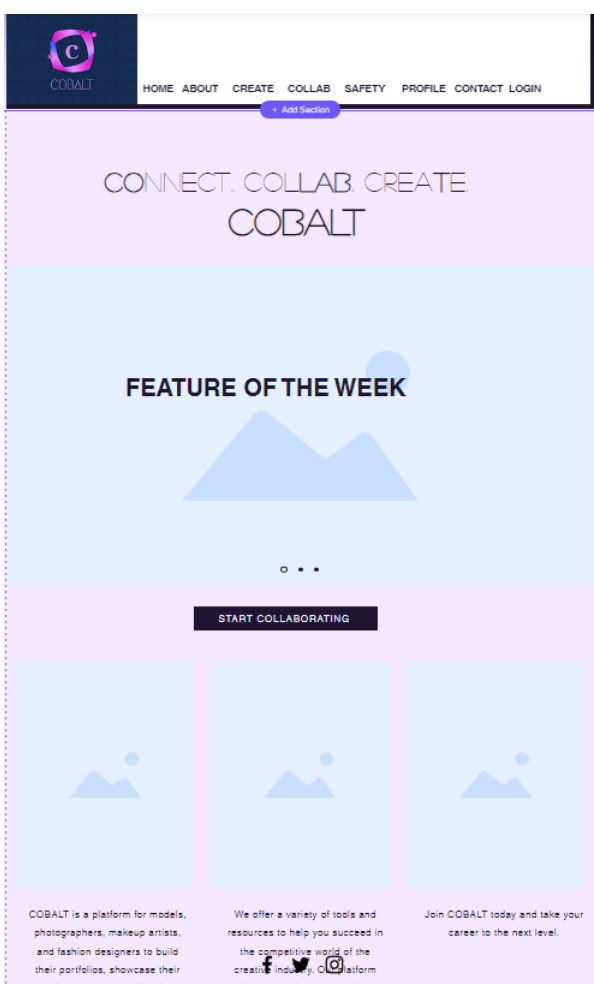 C
COBALT
HOME ABOUT CREATE COLLAB SAFETY PROFILE CONTACT LOGIN
+ Add Section
CONNECT. COLLAB. CREATE.
COBALT
FEATURE OF THE WEEK
START COLLABORATING
COBALT is a platform for models,
photographers, makeup artists,
and fashion designers to build
their portfolios, showcase their
We offer a variety of tools and
resources to help you succeed in
the competitive world of the
creative industry. Our platform
Join COBALT today and take your
career to the next level.